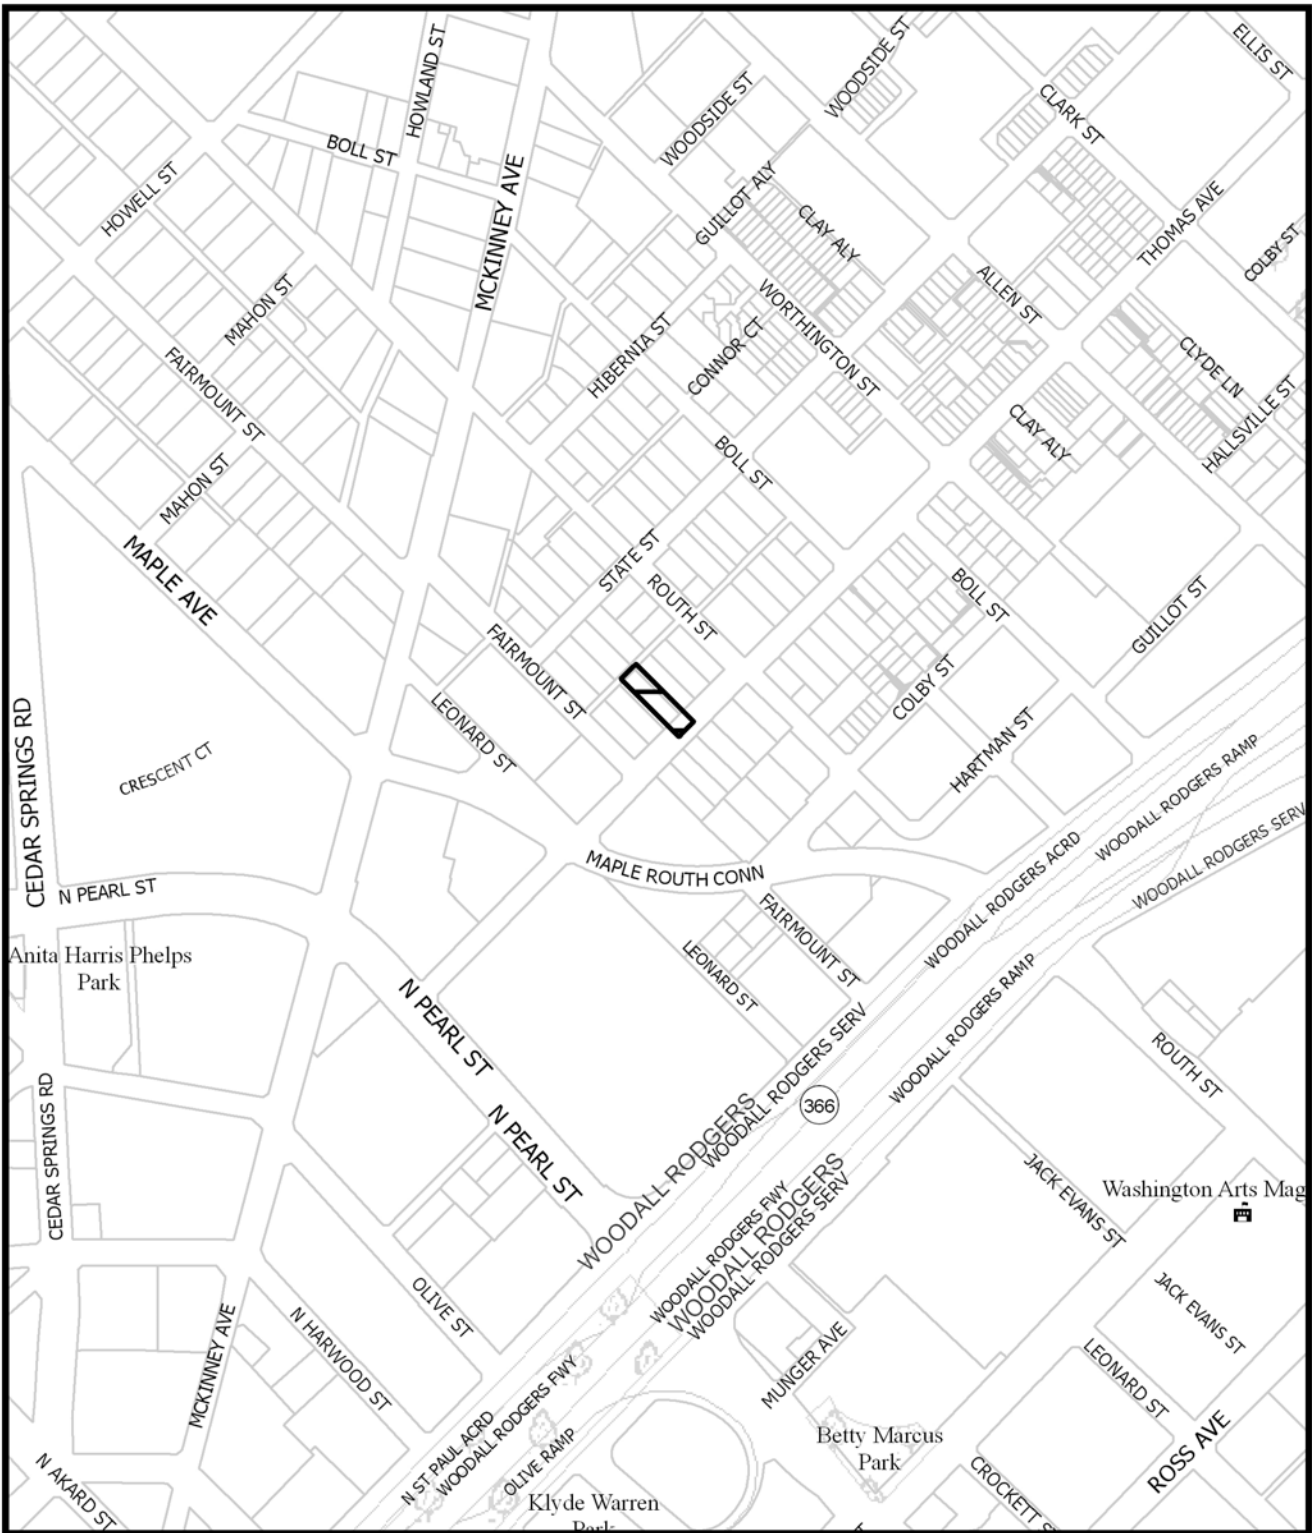 HOWLAND ST
WOODSIDE ST
ELLIS ST
WOODSIDE ST
CLARK ST
BOLL ST
HOWELL ST
MCKINNEY AVE
GUILLOT ALY
CLAY ALY
THOMAS AVE
COLBY ST
MAHON ST
ALLEN ST
WORTHINGTON ST
HIBERNIA ST
CONNOR CT
CLYDE LN
FAIRMOUNT ST
CLAY ALY
HALLSVILLE ST
BOLL ST
MAHON ST
MAPLE AVE
STATE ST
ROUTH ST
BOLL ST
GUILLOT ST
FAIRMOUNT ST
COLBY ST
LEONARD ST
HARTMAN ST
CEDAR SPRINGS RD
CRESCENT CT
WOODALL RODGERS RAMP
WOODALL RODGERS SERV
MAPLE ROUTH CONN
WOODALL RODGERS ACRD
N PEARL ST
FAIRMOUNT ST
Anita Harris Phelps
Park
LEONARD ST
WOODALL RODGERS RAMP
N PEARL ST
WOODALL RODGERS SERV
ROUTH ST
CEDAR SPRINGS RD
366
N PEARL ST
WOODALL RODGERS
JACK EVANS ST
Washington Arts Mag
WOODALL RODGERS FWY
WOODALL RODGERS
WOODALL RODGERS SERV
OLIVE ST
JACK EVANS ST
MCKINNEY AVE
N HARWOOD ST
MUNGER AVE
LEONARD ST
N ST PAUL ACRD
WOODALL RODGERS FWY
OLIVE RAMP
Betty Marcus
Park
ROSS AVE
N AKARD ST
CROCKETT ST
Klyde Warren
Park